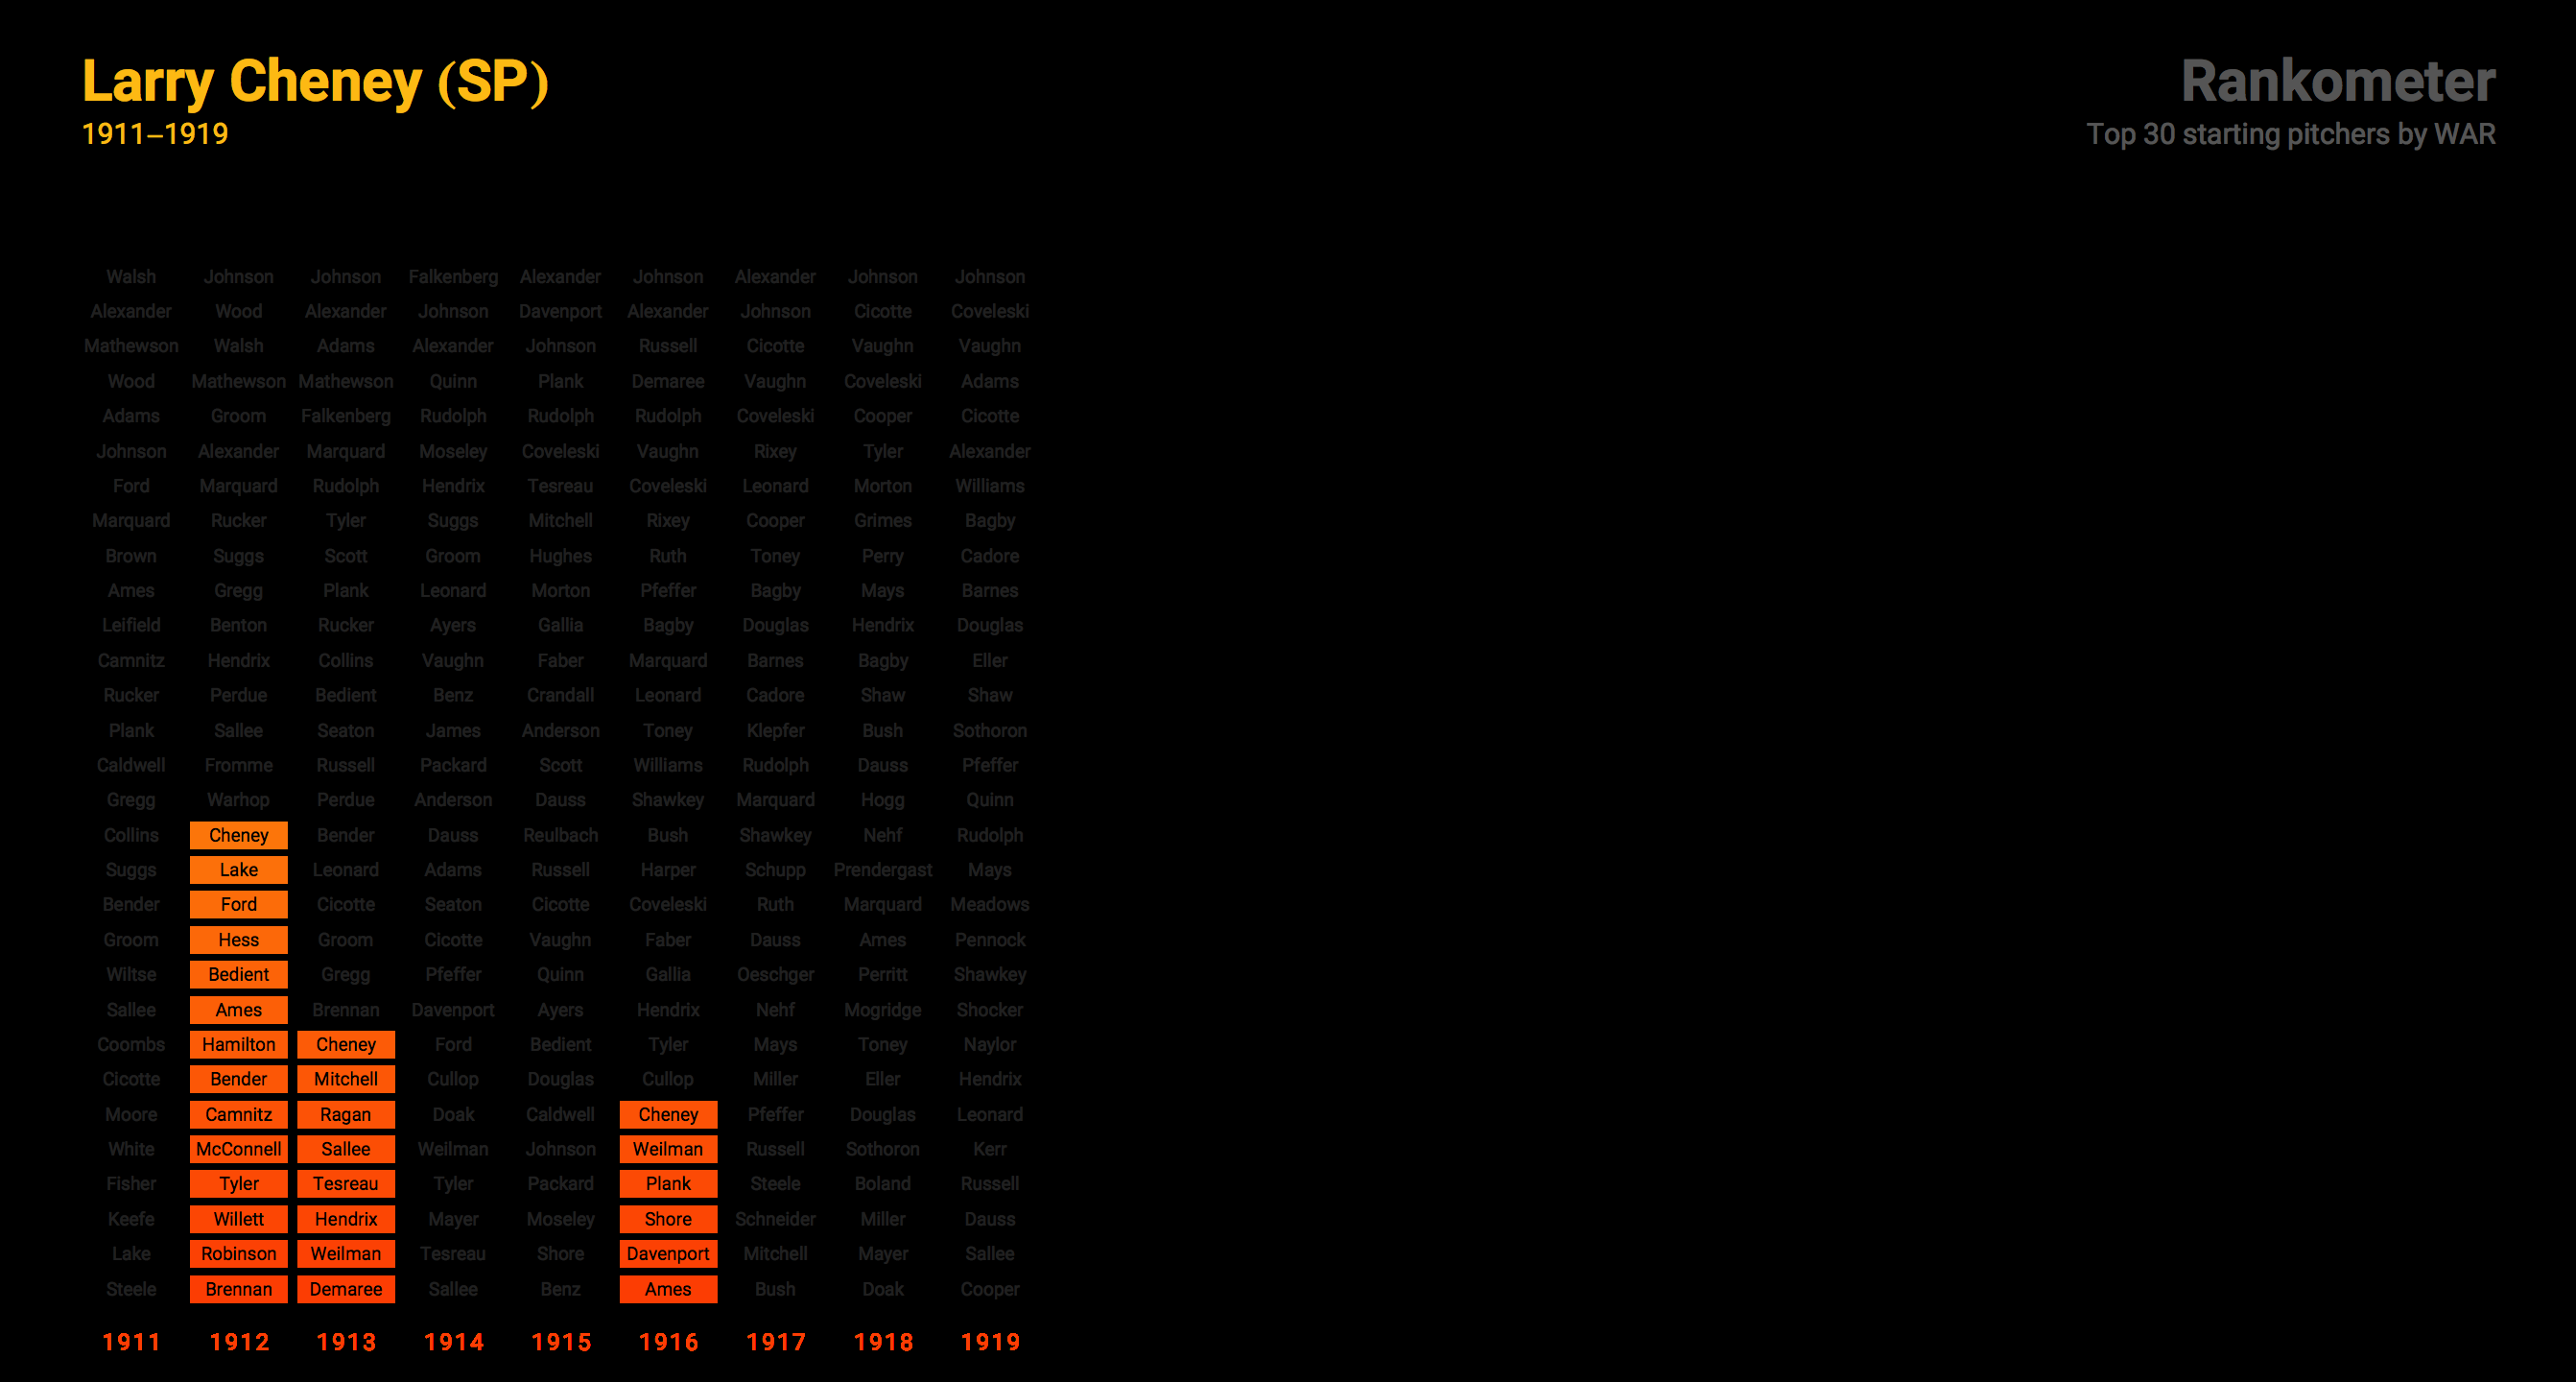 Larry Cheney (SP)
1911–1919
Rankometer
Top 30 starting pitchers by WAR
Walsh Johnson Johnson Falkenberg Alexander Johnson Alexander Johnson Johnson
Alexander Wood Alexander Johnson Davenport Alexander Johnson Cicotte Coveleski
Mathewson Walsh Adams Alexander Johnson Russell Cicotte Vaughn Vaughn
Wood Mathewson Mathewson Quinn Plank Demaree Vaughn Coveleski Adams
Adams Groom Falkenberg Rudolph Rudolph Rudolph Coveleski Cooper Cicotte
Johnson Alexander Marquard Moseley Coveleski Vaughn Rixey Tyler Alexander
Ford Marquard Rudolph Hendrix Tesreau Coveleski Leonard Morton Williams
Marquard Rucker Tyler Suggs Mitchell Rixey Cooper Grimes Bagby
Brown Suggs Scott Groom Hughes Ruth Toney Perry Cadore
Ames Gregg Plank Leonard Morton Pfeffer Bagby Mays Barnes
Leifield Benton Rucker Ayers Gallia Bagby Douglas Hendrix Douglas
Camnitz Hendrix Collins Vaughn Faber Marquard Barnes Bagby Eller
Rucker Perdue Bedient Benz Crandall Leonard Cadore Shaw Shaw
Plank Sallee Seaton James Anderson Toney Klepfer Bush Sothoron
Caldwell Fromme Russell Packard Scott Williams Rudolph Dauss Pfeffer
Gregg Warhop Perdue Anderson Dauss Shawkey Marquard Hogg Quinn
Collins Cheney Bender Dauss Reulbach Bush Shawkey Nehf Rudolph
Suggs Lake Leonard Adams Russell Harper Schupp Prendergast Mays
Bender Ford Cicotte Seaton Cicotte Coveleski Ruth Marquard Meadows
Groom Hess Groom Cicotte Vaughn Faber Dauss Ames Pennock
Wiltse Bedient Gregg Pfeffer Quinn Gallia Oeschger Perritt Shawkey
Sallee Ames Brennan Davenport Ayers Hendrix Nehf Mogridge Shocker
Coombs Hamilton Cheney Ford Bedient Tyler Mays Toney Naylor
Cicotte Bender Mitchell Cullop Douglas Cullop Miller Eller Hendrix
Moore Camnitz Ragan Doak Caldwell Cheney Pfeffer Douglas Leonard
White McConnell Sallee Weilman Johnson Weilman Russell Sothoron Kerr
Fisher Tyler Tesreau Tyler Packard Plank Steele Boland Russell
Keefe Willett Hendrix Mayer Moseley Shore Schneider Miller Dauss
Lake Robinson Weilman Tesreau Shore Davenport Mitchell Mayer Sallee
Steele Brennan Demaree Sallee Benz Ames Bush Doak Cooper
1911 1912 1913 1914 1915 1916 1917 1918 1919